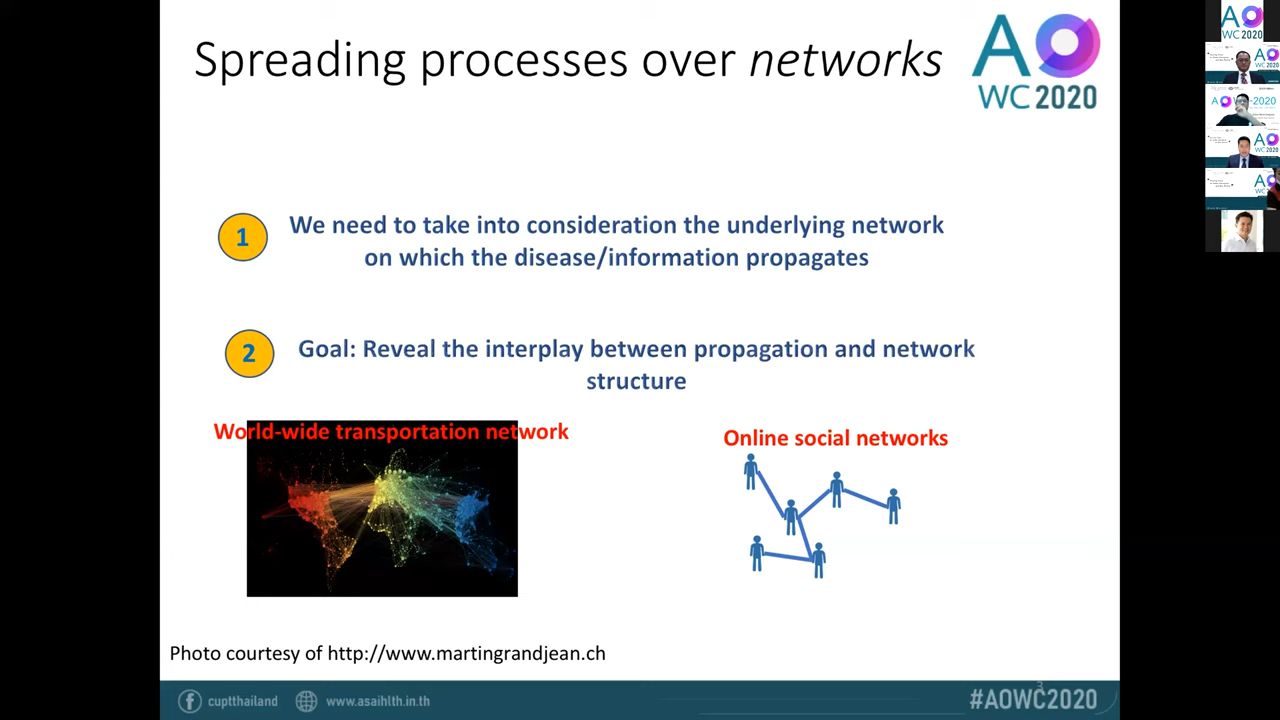 Spreading processes over networks
AO
WC2020
1
We need to take into consideration the underlying network
on which the disease/information propagates
2
Goal: Reveal the interplay between propagation and network
structure
World-wide transportation network
Online social networks
Photo courtesy of http://www.martingrandjean.ch
cuptthailand
www.asaihlth.in.th
3
#AOWC2020